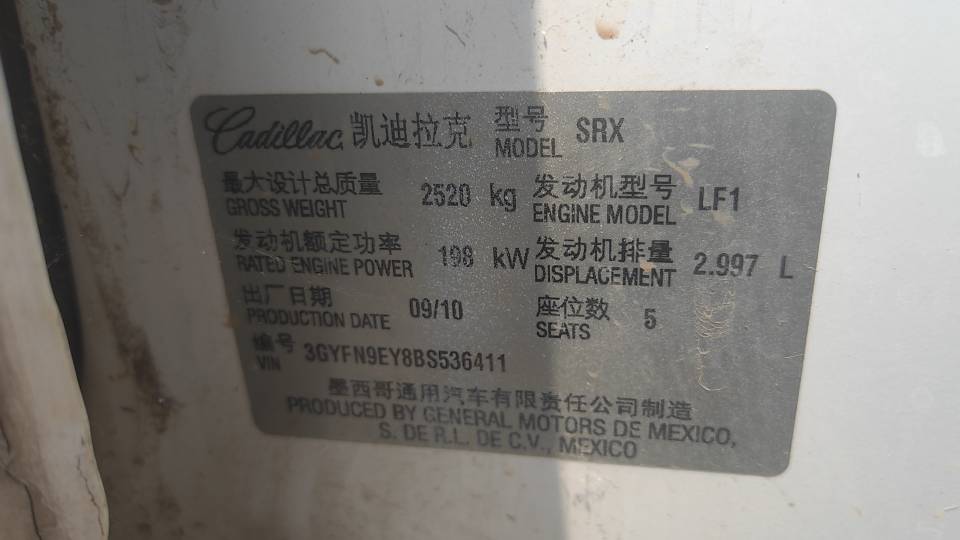 Cadillac 凯迪拉克 型号 MODEL SRX
最大设计总质量 GROSS WEIGHT 2520 kg 发动机型号 ENGINE MODEL LF1
发动机额定功率 RATED ENGINE POWER 198 kW 发动机排量 DISPLACEMENT 2.997 L
出厂日期 PRODUCTION DATE 09/10 座位数 SEATS 5
编号 VIN 3GYFN9EY8BS536411
墨西哥通用汽车有限责任公司制造
PRODUCED BY GENERAL MOTORS DE MEXICO,
S. DE R.L. DE C.V., MEXICO